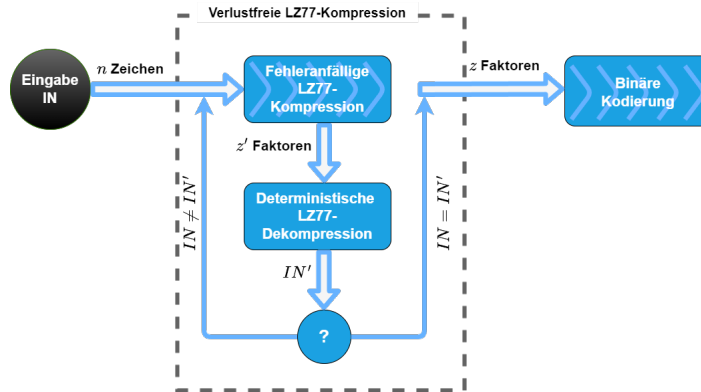 Verlustfreie LZ77-Kompression
Eingabe
IN
n Zeichen
Fehleranfällige
LZ77-
Kompression
z Faktoren
Binäre
Kodierung
z' Faktoren
IN ≠ IN'
Deterministische
LZ77-
Dekompression
IN = IN'
IN'
?